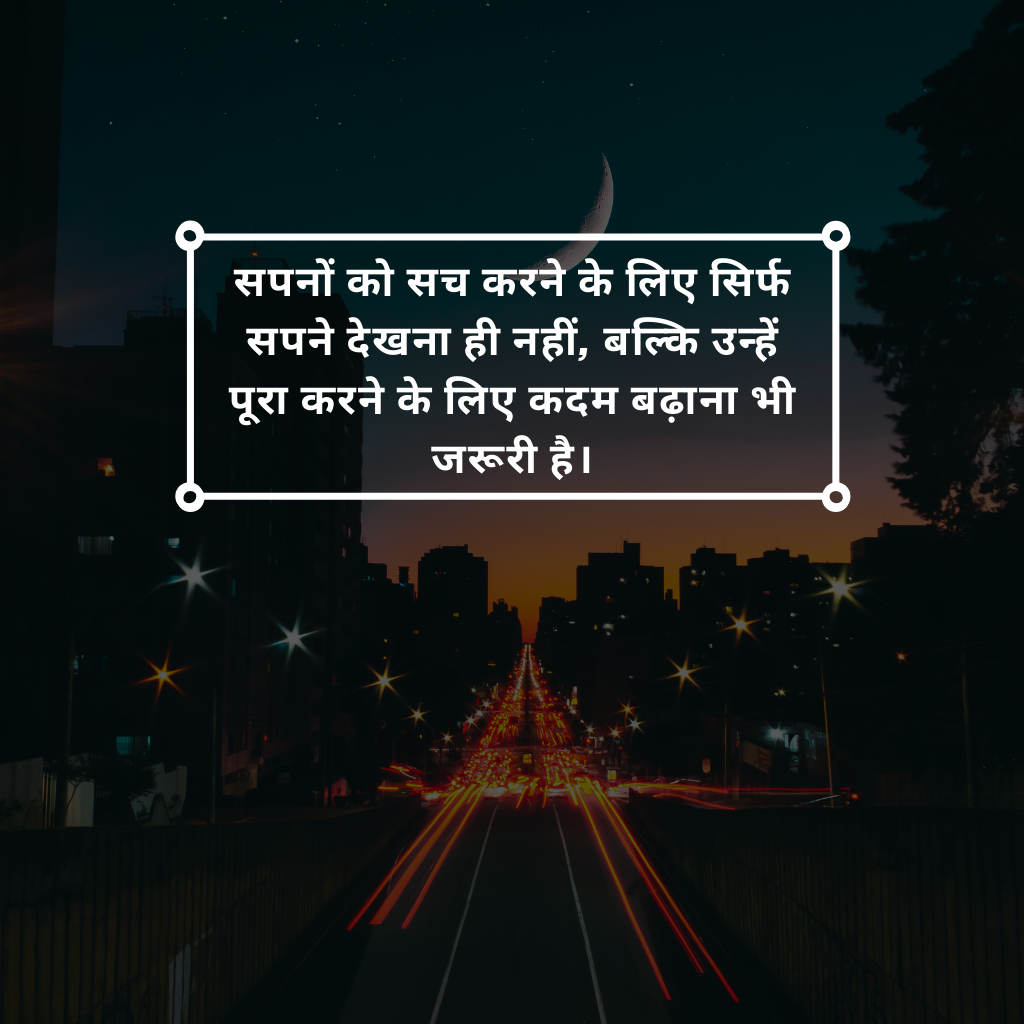 सपनों को सच करने के लिए सिर्फ
सपने देखना ही नहीं, बल्कि उन्हें
पूरा करने के लिए कदम बढ़ाना भी
जरूरी है।